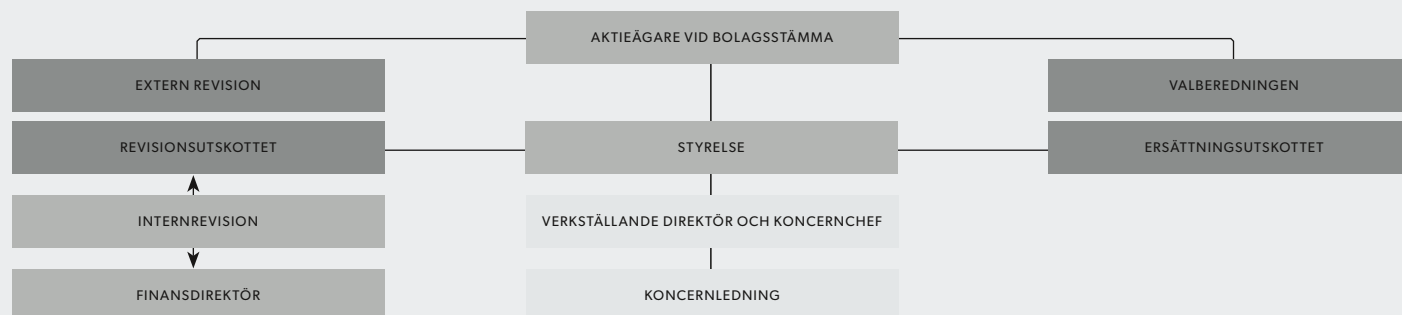 AKTIEÄGARE VID BOLAGSSTÄMMA
EXTERN REVISION
VALBEREDNINGEN
REVISIONSUTSKOTTET
STYRELSE
ERSÄTTNINGSUTSKOTTET
INTERNREVISION
VERKSTÄLLANDE DIREKTÖR OCH KONCERNCHEF
FINANSDIREKTÖR
KONCERNLEDNING